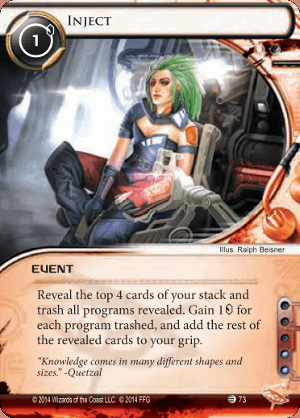 INJECT
1
Illus. Ralph Beisner
EVENT
Reveal the top 4 cards of your stack and
trash all programs revealed. Gain 1 for
each program trashed, and add the rest of
the revealed cards to your grip.
"Knowledge comes in many different shapes and
sizes." -Quetzal
© 2014 Wizards of the Coast LLC. © 2014 FFG
73